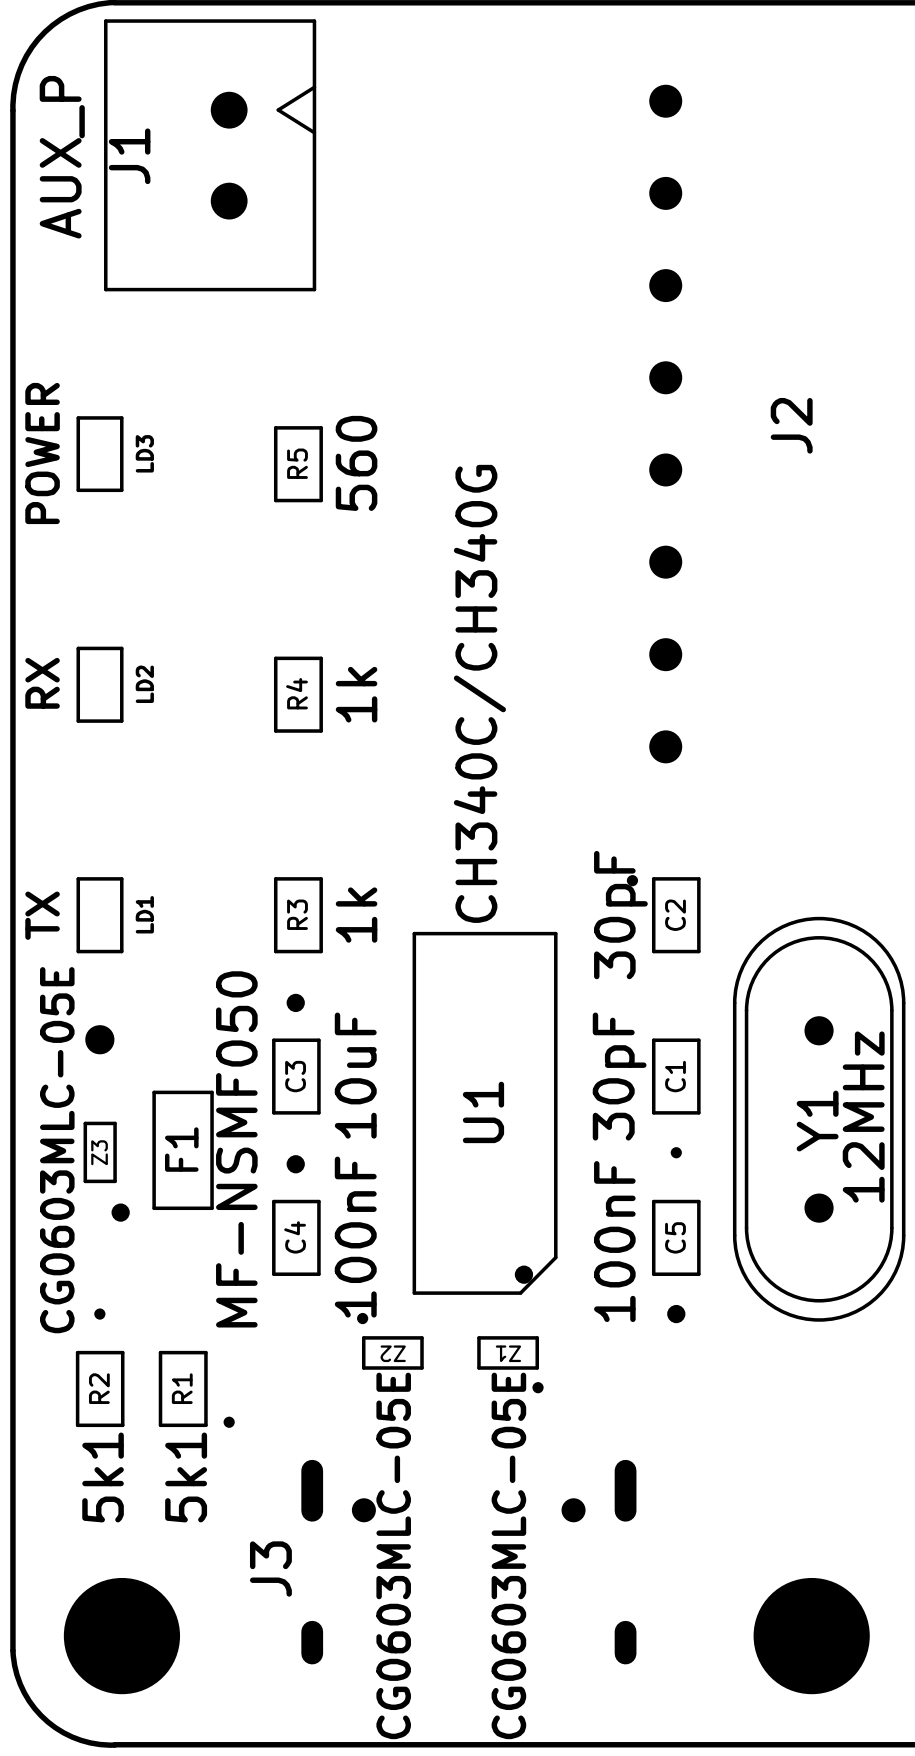 AUX_P
J1
POWER
LD3
R5
560
RX
LD2
R4
1k
TX
LD1
R3
1k
CH340C/CH340G
J2
CG0603MLC-05E
Z3
F1
MF-NSMF050
C3
10uF
C4
100nF
U1
30pF
C2
30pF
C1
100nF
C5
Y1
12MHz
R2
5k1
R1
5k1
Z2
CG0603MLC-05E
Z1
CG0603MLC-05E
J3